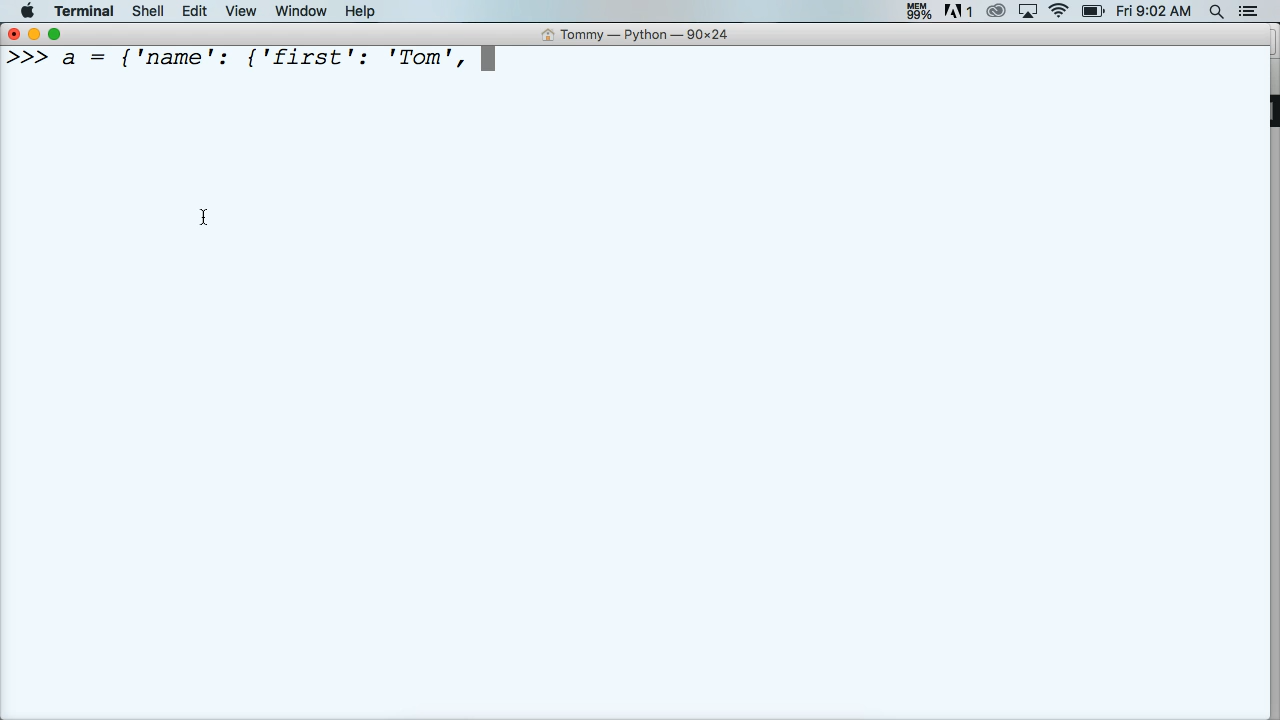 Terminal Shell Edit View Window Help MEM 99% 1 Fri 9:02 AM
Tommy — Python — 90×24
>>> a = {'name': {'first': 'Tom',